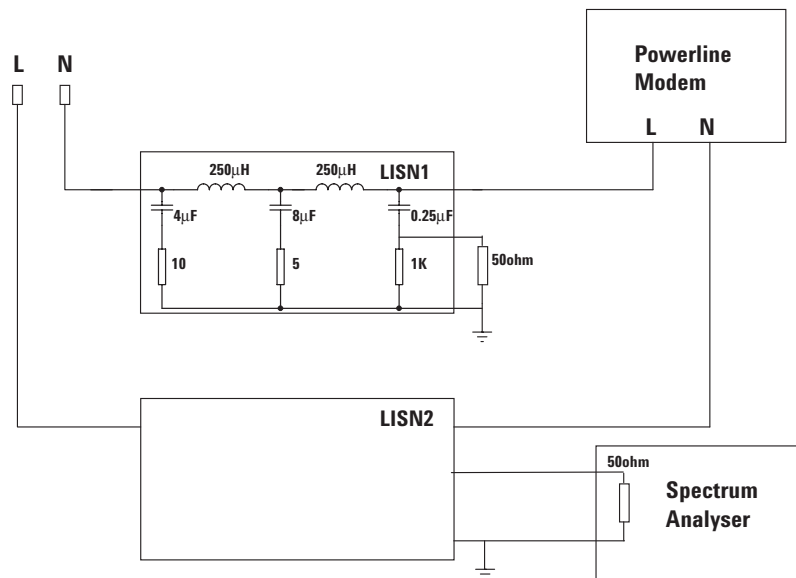 L N
Powerline
Modem
L N
250μH 250μH LISN1
4μF 8μF 0.25μF
10 5 1K 50ohm
LISN2
50ohm
Spectrum
Analyser